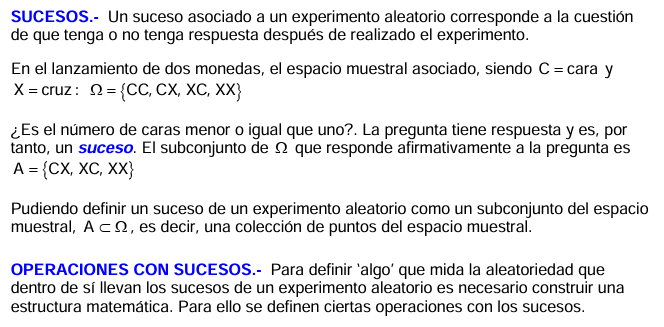 SUCESOS.- Un suceso asociado a un experimento aleatorio corresponde a la cuestión
de que tenga o no tenga respuesta después de realizado el experimento.
En el lanzamiento de dos monedas, el espacio muestral asociado, siendo C = cara y
X = cruz : Ω = {CC, CX, XC, XX}
¿Es el número de caras menor o igual que uno?. La pregunta tiene respuesta y es, por
tanto, un suceso. El subconjunto de Ω que responde afirmativamente a la pregunta es
A = {CX, XC, XX}
Pudiendo definir un suceso de un experimento aleatorio como un subconjunto del espacio
muestral, A ⊂ Ω , es decir, una colección de puntos del espacio muestral.
OPERACIONES CON SUCESOS.- Para definir ‘algo’ que mida la aleatoriedad que
dentro de sí llevan los sucesos de un experimento aleatorio es necesario construir una
estructura matemática. Para ello se definen ciertas operaciones con los sucesos.